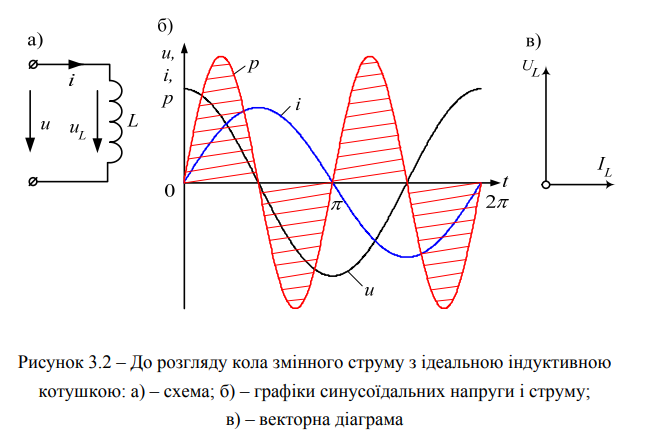 а)
б)
в)
i
u
u_L
L
u,
i,
p
p
i
0
π
t
2π
u
U_L
I_L
Рисунок 3.2 – До розгляду кола змінного струму з ідеальною індуктивною
котушкою: а) – схема; б) – графіки синусоїдальних напруги і струму;
в) – векторна діаграма